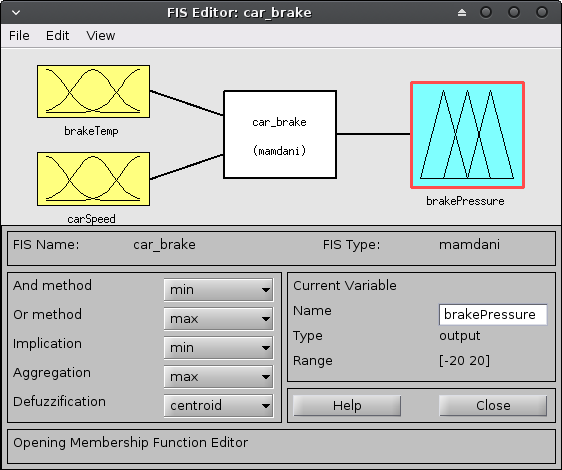 FIS Editor: car_brake
File Edit View
brakeTemp
carSpeed
car_brake
(mamdani)
brakePressure
FIS Name: car_brake FIS Type: mamdani
And method min
Or method max
Implication min
Aggregation max
Defuzzification centroid
Current Variable
Name brakePressure
Type output
Range [-20 20]
Help Close
Opening Membership Function Editor